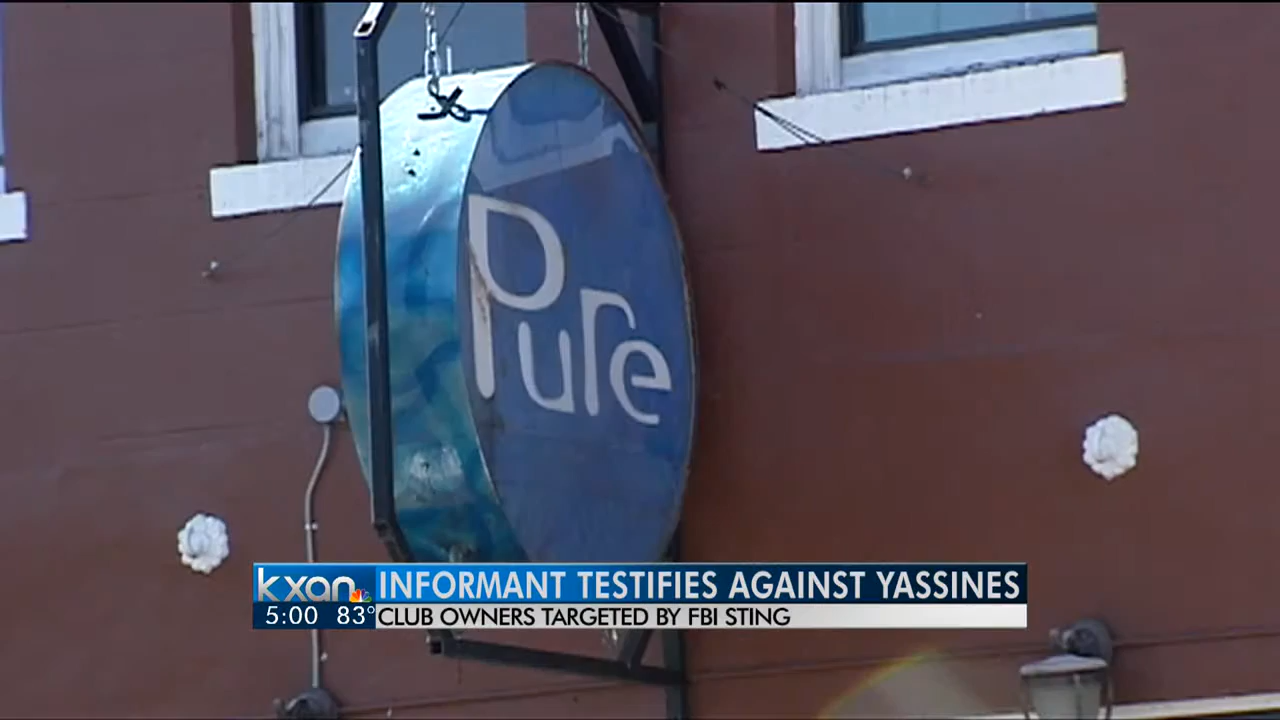 Pure
kxan
INFORMANT TESTIFIES AGAINST YASSINES
5:00 83°
CLUB OWNERS TARGETED BY FBI STING